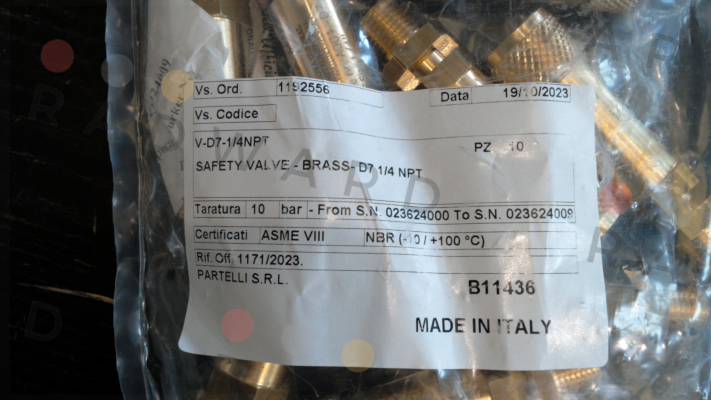 Vs. Ord. 1192556 Data 19/10/2023
Vs. Codice
V-D7-1/4NPT PZ 10
SAFETY VALVE - BRASS- D7 1/4 NPT
Taratura 10 bar - From S.N. 023624000 To S.N. 023624009
Certificati ASME VIII NBR (-10 / +100 °C)
Rif. Off. 1171/2023.
PARTELLI S.R.L.
B11436
MADE IN ITALY